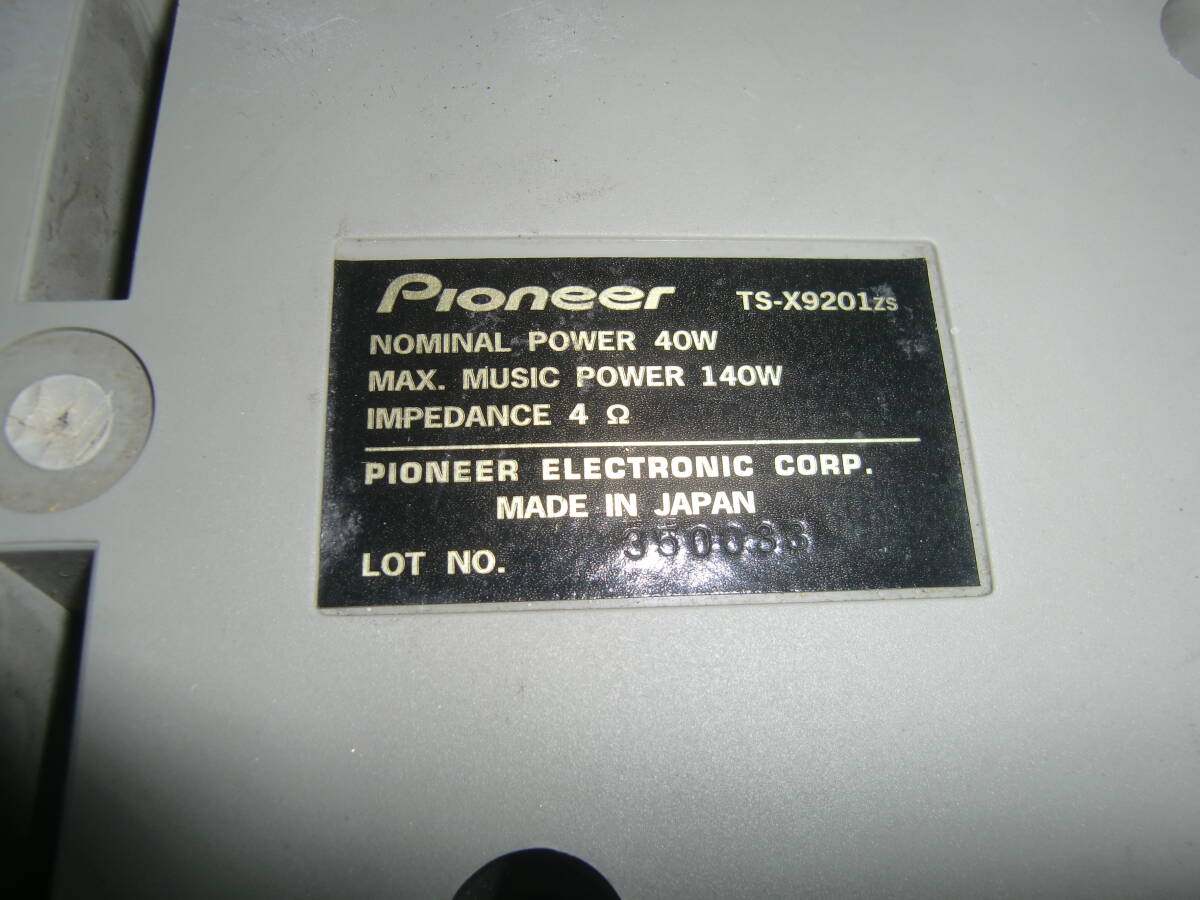 Pioneer TS-X9201ZS
NOMINAL POWER 40W
MAX. MUSIC POWER 140W
IMPEDANCE 4 Ω
PIONEER ELECTRONIC CORP.
MADE IN JAPAN
LOT NO. 350083